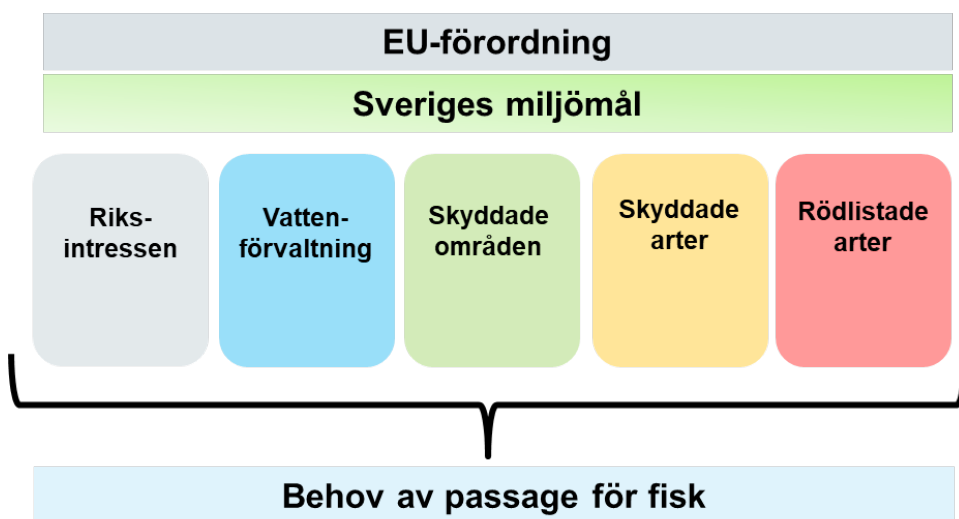 EU-förordning
Sveriges miljömål
Riks-
intressen
Vatten-
förvaltning
Skyddade
områden
Skyddade
arter
Rödlistade
arter
Behov av passage för fisk